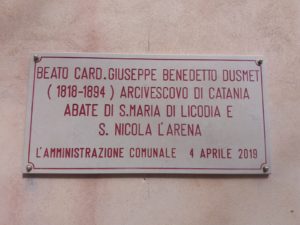 BEATO CARD. GIUSEPPE BENEDETTO DUSMET
( 1818-1894 ) ARCIVESCOVO DI CATANIA
ABATE DI S. MARIA DI LICODIA E
S. NICOLA L'ARENA
L'AMMINISTRAZIONE COMUNALE 4 APRILE 2019